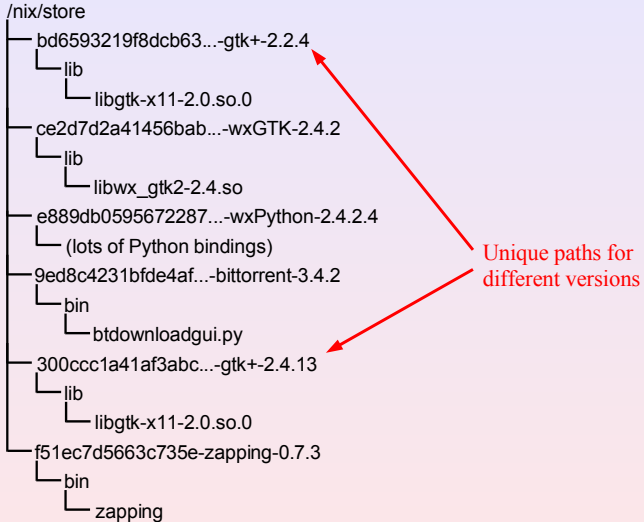 /nix/store
bd6593219f8dcb63...-gtk+-2.2.4
lib
libgtk-x11-2.0.so.0
ce2d7d2a41456bab...-wxGTK-2.4.2
lib
libwx_gtk2-2.4.so
e889db0595672287...-wxPython-2.4.2.4
(lots of Python bindings)
9ed8c4231bfde4af...-bittorrent-3.4.2
bin
btdownloadgui.py
300ccc1a41af3abc...-gtk+-2.4.13
lib
libgtk-x11-2.0.so.0
f51ec7d5663c735e-zapping-0.7.3
bin
zapping
Unique paths for
different versions